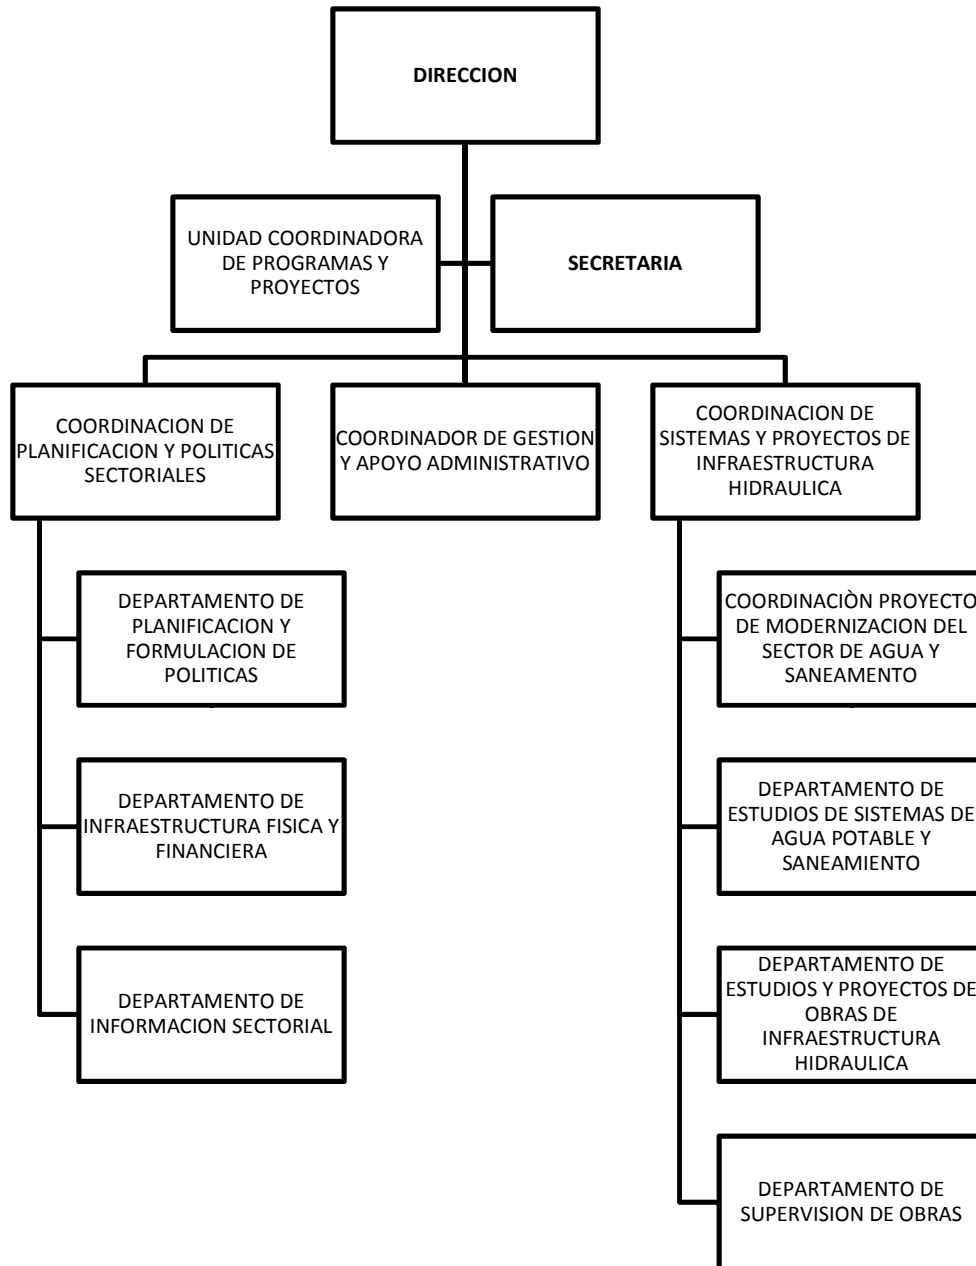 DIRECCION
UNIDAD COORDINADORA
DE PROGRAMAS Y
PROYECTOS
SECRETARIA
COORDINACION DE
PLANIFICACION Y POLITICAS
SECTORIALES
COORDINADOR DE GESTION
Y APOYO ADMINISTRATIVO
COORDINACION DE
SISTEMAS Y PROYECTOS DE
INFRAESTRUCTURA
HIDRAULICA
DEPARTAMENTO DE
PLANIFICACION Y
FORMULACION DE
POLITICAS
DEPARTAMENTO DE
INFRAESTRUCTURA FISICA Y
FINANCIERA
DEPARTAMENTO DE
INFORMACION SECTORIAL
COORDINACIÒN PROYECTO
DE MODERNIZACION DEL
SECTOR DE AGUA Y
SANEAMENTO
DEPARTAMENTO DE
ESTUDIOS DE SISTEMAS DE
AGUA POTABLE Y
SANEAMIENTO
DEPARTAMENTO DE
ESTUDIOS Y PROYECTOS DE
OBRAS DE
INFRAESTRUCTURA
HIDRAULICA
DEPARTAMENTO DE
SUPERVISION DE OBRAS